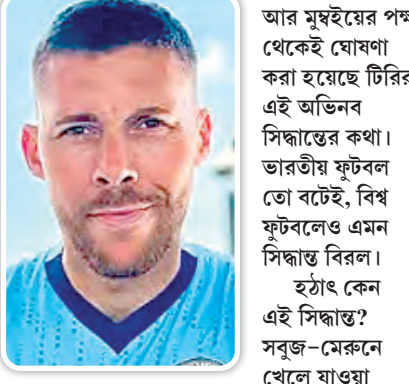 আর মুম্বইয়ের পক্ষ
থেকেই ঘোষণা
করা হয়েছে টিরির
এই অভিনব
সিদ্ধান্তের কথা।
ভারতীয় ফুটবল
তো বটেই, বিশ্ব
ফুটবলেও এমন
সিদ্ধান্ত বিরল।
হঠাৎ কেন
এই সিদ্ধান্ত?
সবুজ-মেরুনে
খেলে যাওয়া